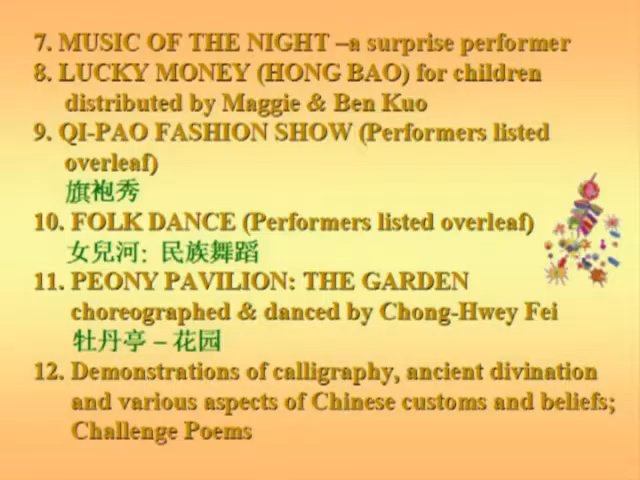 7. MUSIC OF THE NIGHT –a surprise performer
8. LUCKY MONEY (HONG BAO) for children
distributed by Maggie & Ben Kuo
9. QI-PAO FASHION SHOW (Performers listed
overleaf)
旗袍秀
10. FOLK DANCE (Performers listed overleaf)
女兒河: 民族舞蹈
11. PEONY PAVILION: THE GARDEN
choreographed & danced by Chong-Hwey Fei
牡丹亭 – 花园
12. Demonstrations of calligraphy, ancient divination
and various aspects of Chinese customs and beliefs;
Challenge Poems